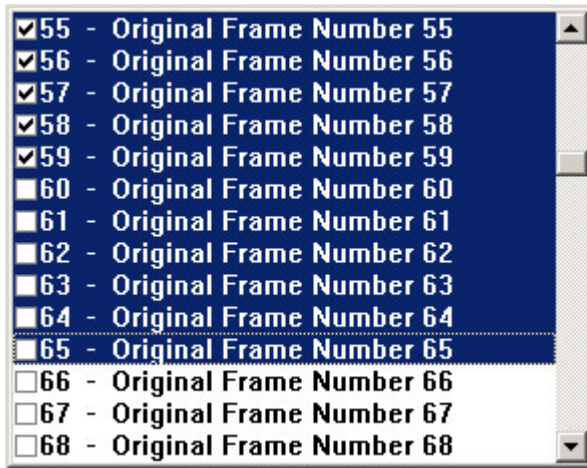 55 - Original Frame Number 55
56 - Original Frame Number 56
57 - Original Frame Number 57
58 - Original Frame Number 58
59 - Original Frame Number 59
60 - Original Frame Number 60
61 - Original Frame Number 61
62 - Original Frame Number 62
63 - Original Frame Number 63
64 - Original Frame Number 64
65 - Original Frame Number 65
66 - Original Frame Number 66
67 - Original Frame Number 67
68 - Original Frame Number 68